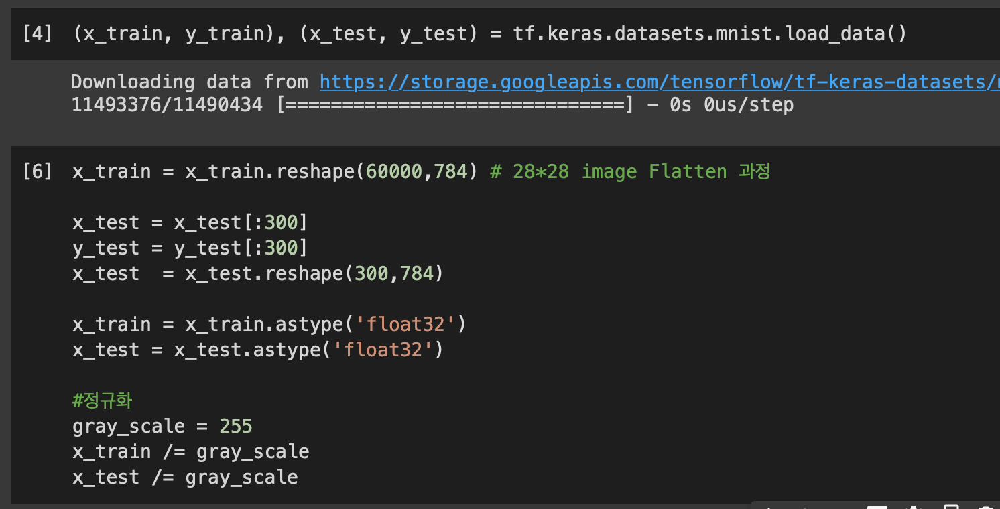 [4] (x_train, y_train), (x_test, y_test) = tf.keras.datasets.mnist.load_data()
Downloading data from https://storage.googleapis.com/tensorflow/tf-keras-datasets/
11493376/11490434 [==============================] - 0s 0us/step
[6] x_train = x_train.reshape(60000,784) # 28*28 image Flatten 과정
x_test = x_test[:300]
y_test = y_test[:300]
x_test  = x_test.reshape(300,784)
x_train = x_train.astype('float32')
x_test = x_test.astype('float32')
#정규화
gray_scale = 255
x_train /= gray_scale
x_test /= gray_scale